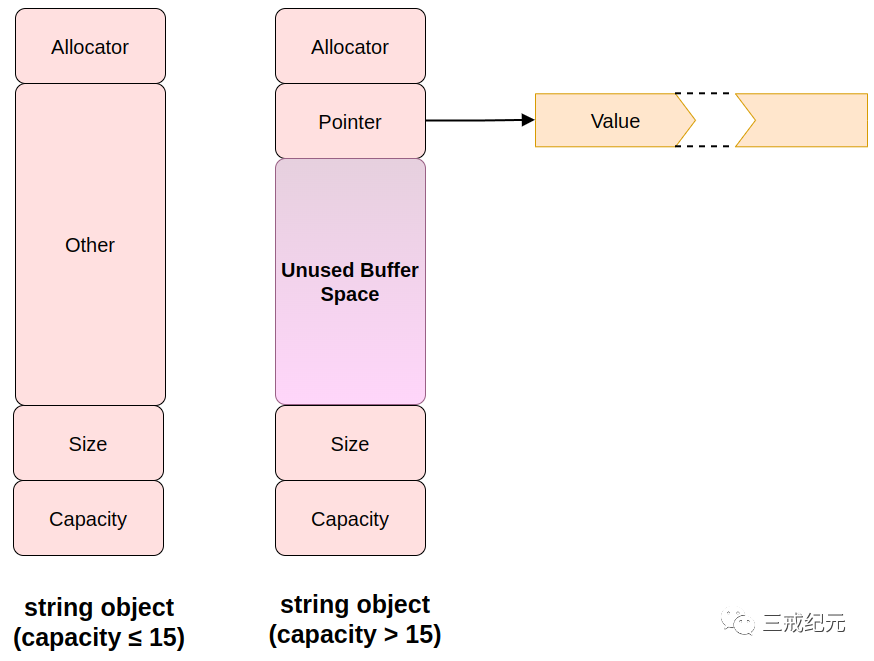 Allocator
Other
Size
Capacity
string object
(capacity ≤ 15)
Allocator
Pointer
Unused Buffer
Space
Size
Capacity
string object
(capacity > 15)
Value
三戒纪元